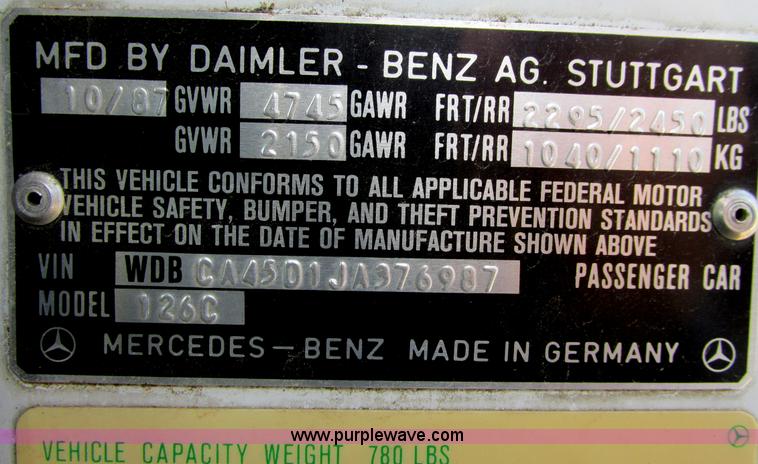 MFD BY DAIMLER - BENZ AG. STUTTGART
10/87 GVWR 4745 GAWR FRT/RR 2295/2450 LBS
GVWR 2150 GAWR FRT/RR 1040/1110 KG
THIS VEHICLE CONFORMS TO ALL APPLICABLE FEDERAL MOTOR
VEHICLE SAFETY, BUMPER, AND THEFT PREVENTION STANDARDS
IN EFFECT ON THE DATE OF MANUFACTURE SHOWN ABOVE
VIN WDB CA45D1JA376987 PASSENGER CAR
MODEL 126C
MERCEDES-BENZ MADE IN GERMANY
www.purplewave.com
VEHICLE CAPACITY WEIGHT 780 LBS